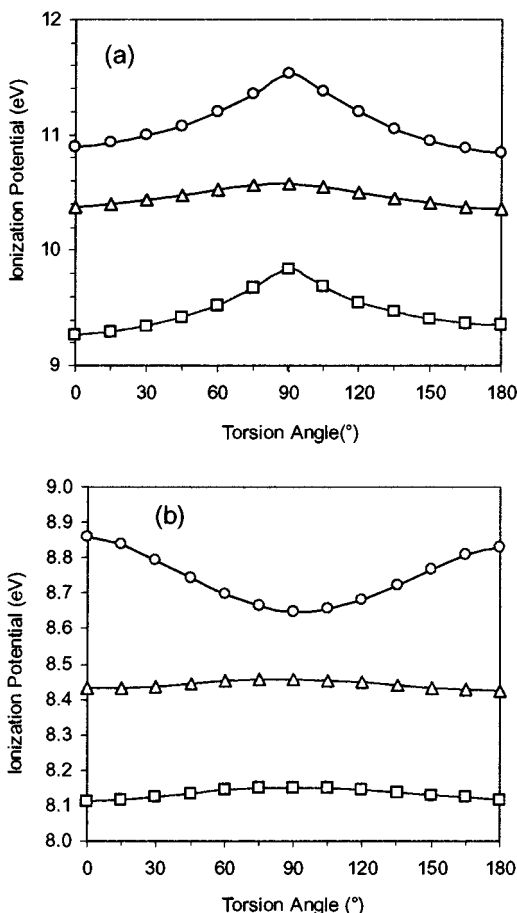 12
(a)
11
10
9
Ionization Potential (eV)
0 30 60 90 120 150 180
Torsion Angle(°)
9.0
(b)
8.9
8.8
8.7
8.6
8.5
8.4
8.3
8.2
8.1
8.0
Ionization Potential (eV)
0 30 60 90 120 150 180
Torsion Angle (°)